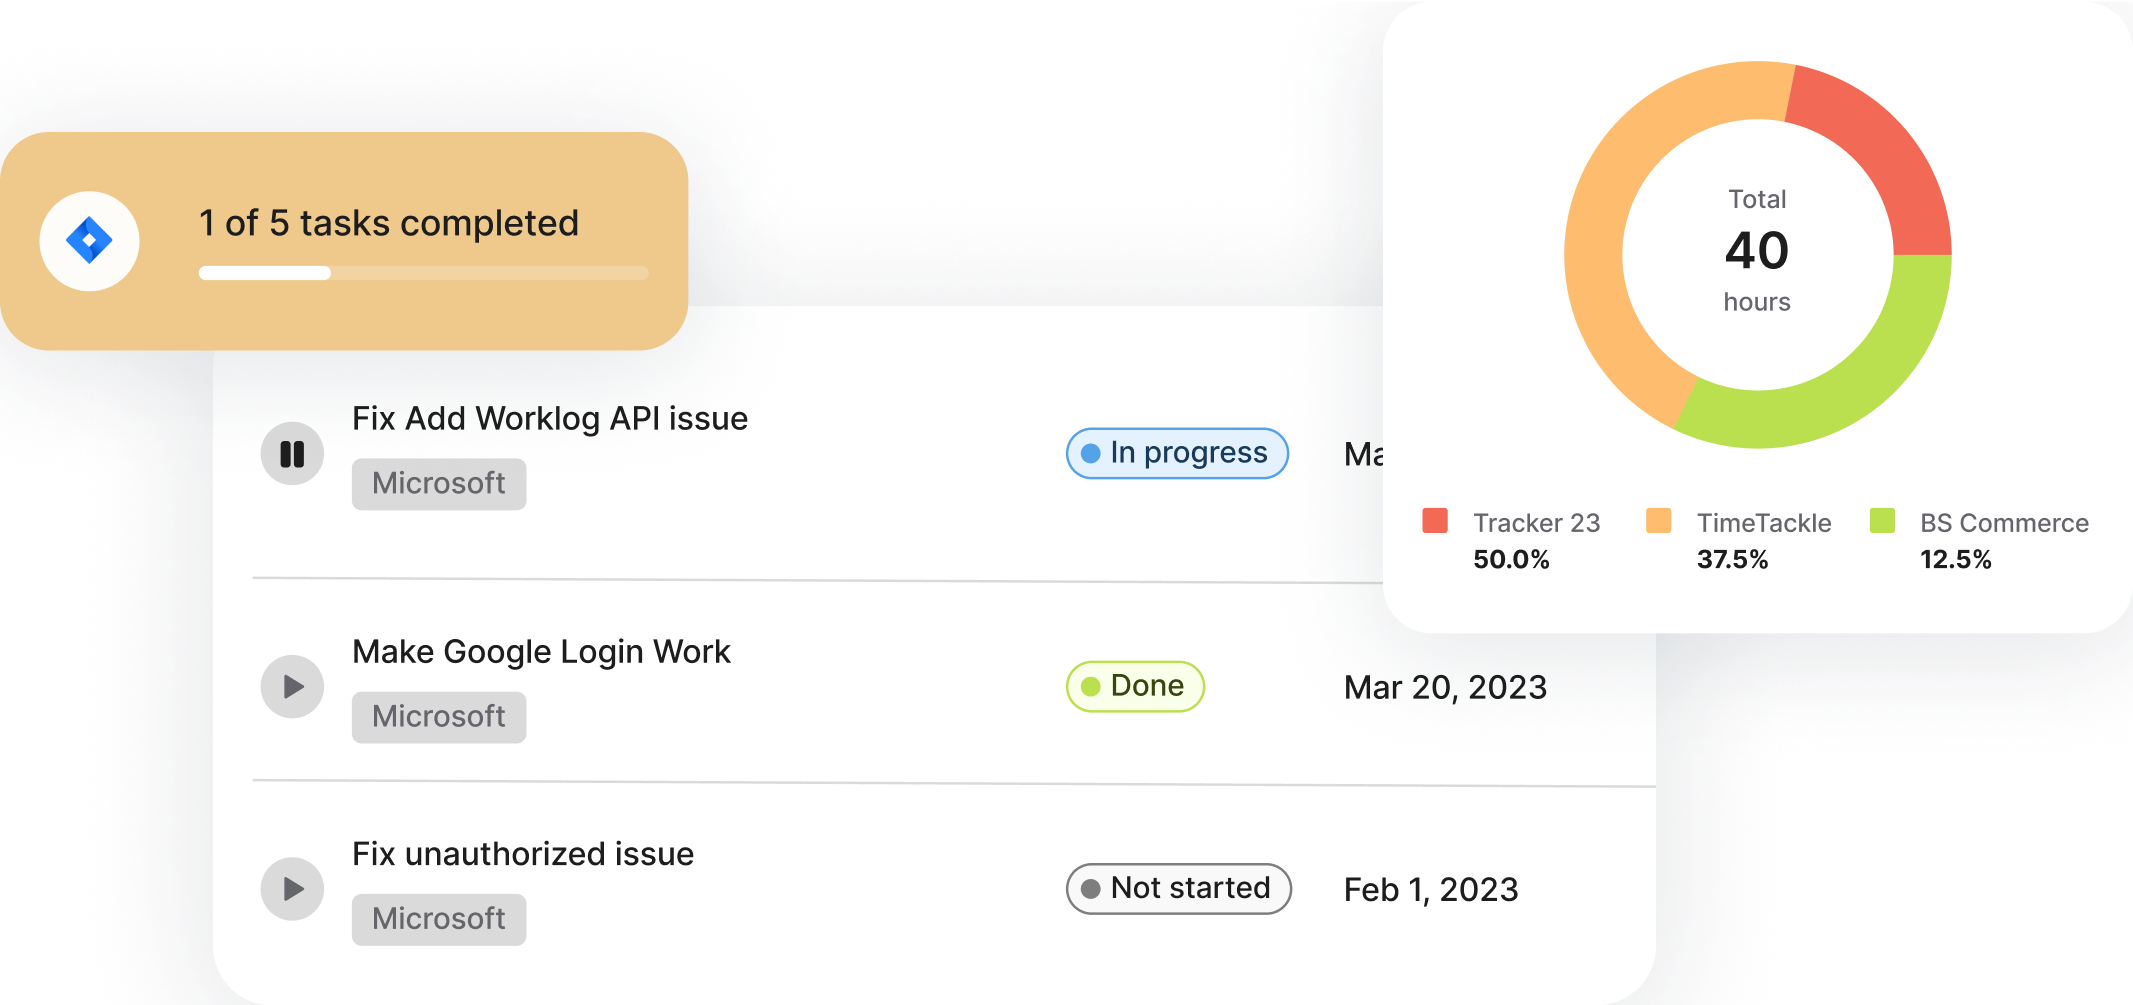 1 of 5 tasks completed
Total
40
hours
Tracker 23
50.0%
TimeTackle
37.5%
BS Commerce
12.5%
Fix Add Worklog API issue
Microsoft
In progress
Make Google Login Work
Microsoft
Done
Mar 20, 2023
Fix unauthorized issue
Microsoft
Not started
Feb 1, 2023